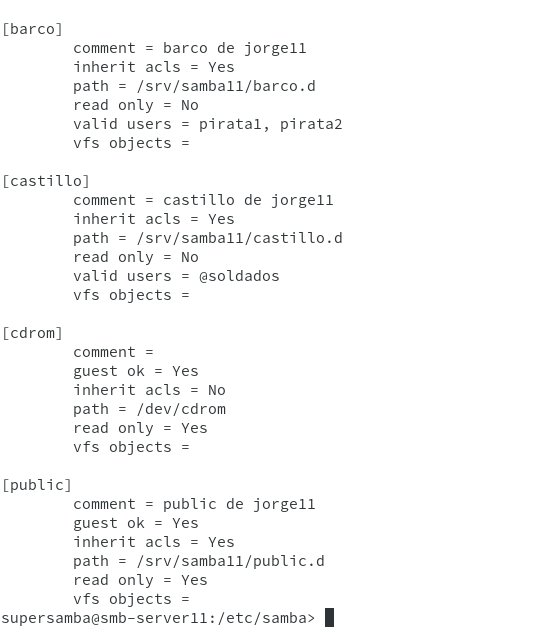 [barco]
comment = barco de jorge11
inherit acls = Yes
path = /srv/samba11/barco.d
read only = No
valid users = pirata1, pirata2
vfs objects =
[castillo]
comment = castillo de jorge11
inherit acls = Yes
path = /srv/samba11/castillo.d
read only = No
valid users = @soldados
vfs objects =
[cdrom]
comment =
guest ok = Yes
inherit acls = No
path = /dev/cdrom
read only = Yes
vfs objects =
[public]
comment = public de jorge11
guest ok = Yes
inherit acls = Yes
path = /srv/samba11/public.d
read only = Yes
vfs objects =
supersamba@smb-server11:/etc/samba>